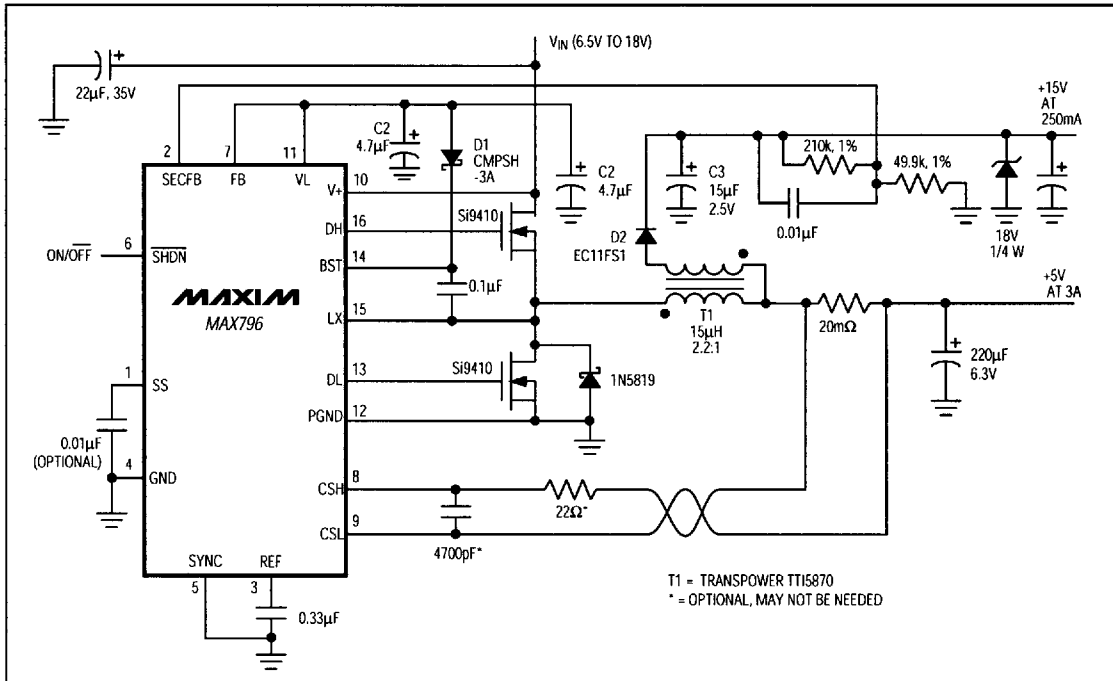 VIN (6.5V TO 18V)
22µF, 35V
+15V
AT
250mA
2
7
11
C2
4.7µF
D1
CMPSH
-3A
210k, 1%
49.9k, 1%
SECFB
FB
VL
V+
10
C2
4.7µF
C3
15µF
2.5V
0.01µF
18V
1/4 W
DH
16
Si9410
D2
EC11FS1
ON/OFF
6
SHDN
BST
14
0.1µF
+5V
AT 3A
MAXIM
MAX796
LX
15
T1
15µH
2.2:1
20mΩ
Si9410
1N5819
220µF
6.3V
1
SS
DL
13
PGND
12
0.01µF
(OPTIONAL)
4
GND
CSH
8
22Ω*
CSL
9
4700pF*
SYNC
REF
5
3
0.33µF
T1 = TRANSPOWER TTI5870
* = OPTIONAL, MAY NOT BE NEEDED